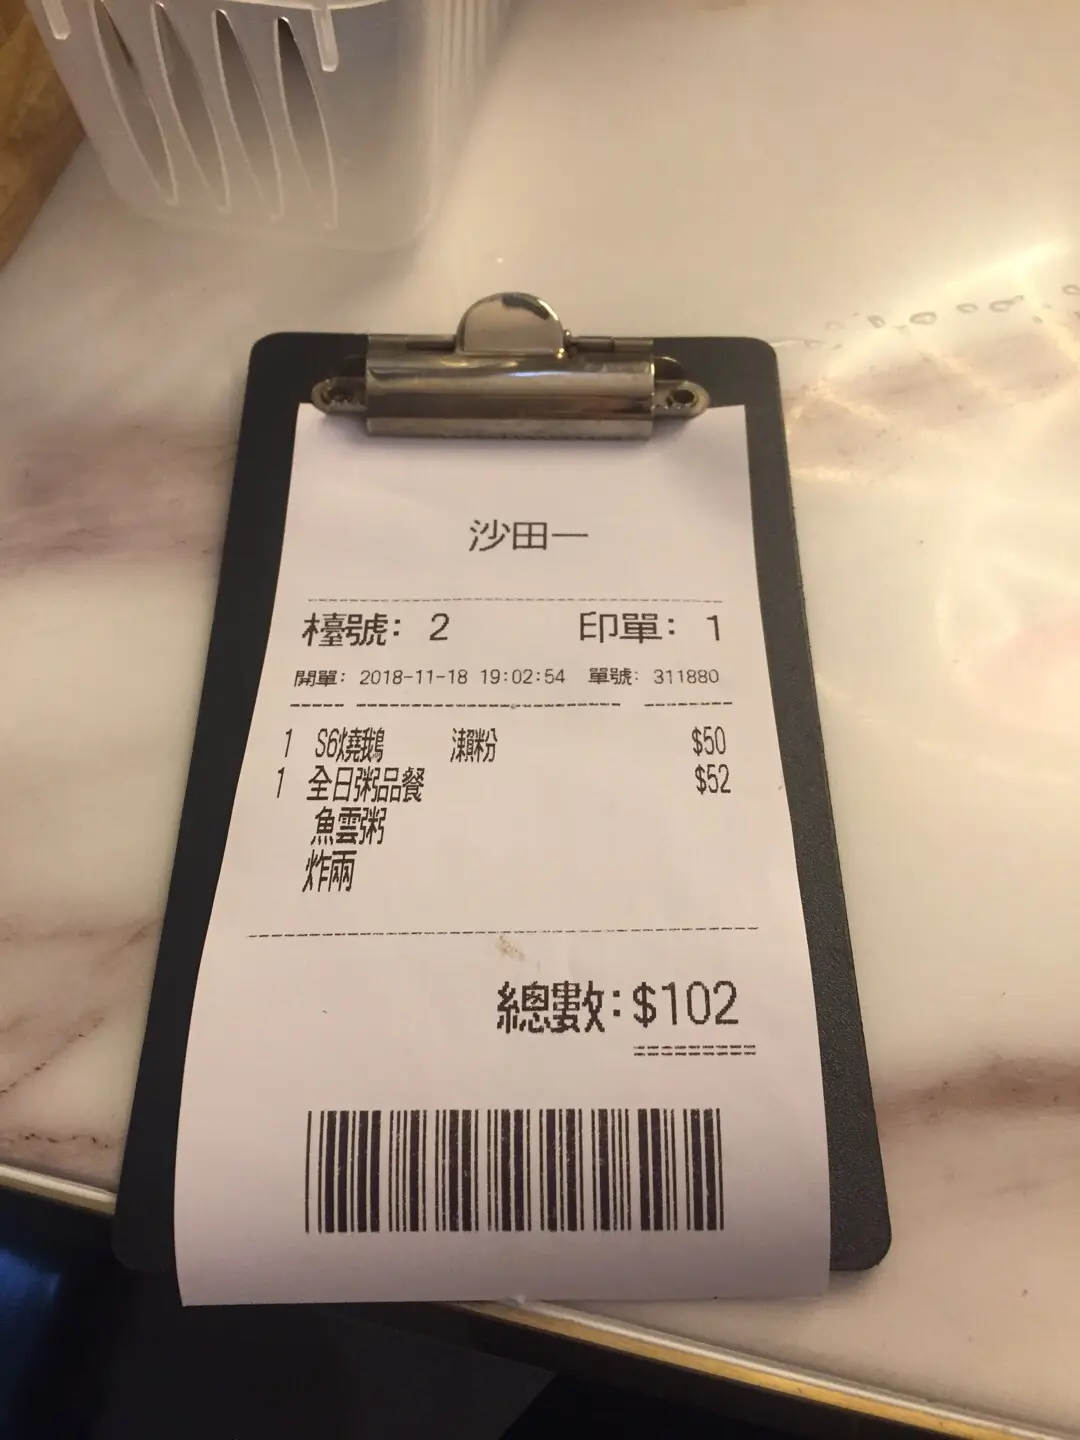 沙田一
檯號: 2 印單: 1
開單: 2018-11-18 19:02:54 單號: 311880
1 S6燒鵝 瀨粉 $50
1 全日粥品餐 $52
魚雲粥
炸兩
總數:$102